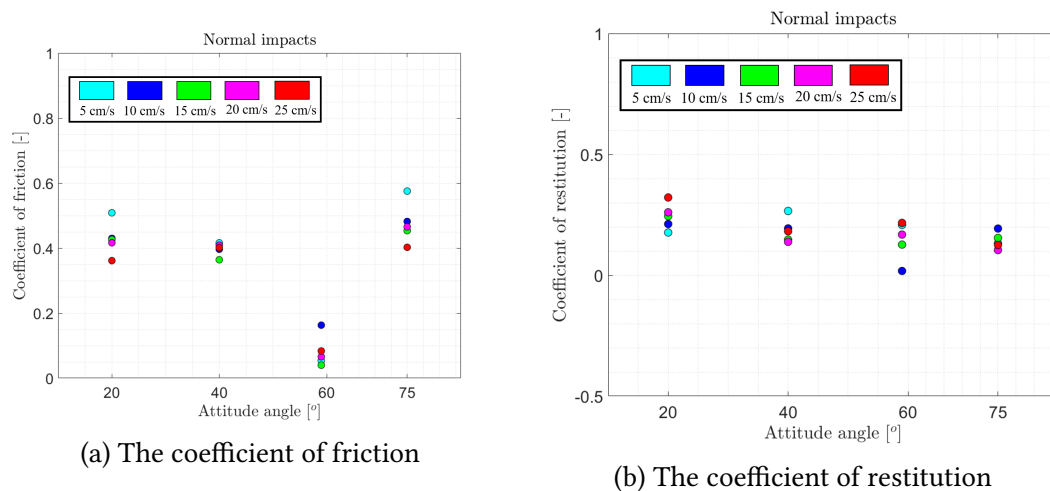 Normal impacts
1
5 cm/s 10 cm/s 15 cm/s 20 cm/s 25 cm/s
0.8
0.6
0.4
0.2
0
Coefficient of friction [-]
20 40 60 75
Attitude angle [°]
(a) The coefficient of friction
Normal impacts
1
5 cm/s 10 cm/s 15 cm/s 20 cm/s 25 cm/s
0.5
0
-0.5
Coefficient of restitution [-]
20 40 60 75
Attitude angle [°]
(b) The coefficient of restitution